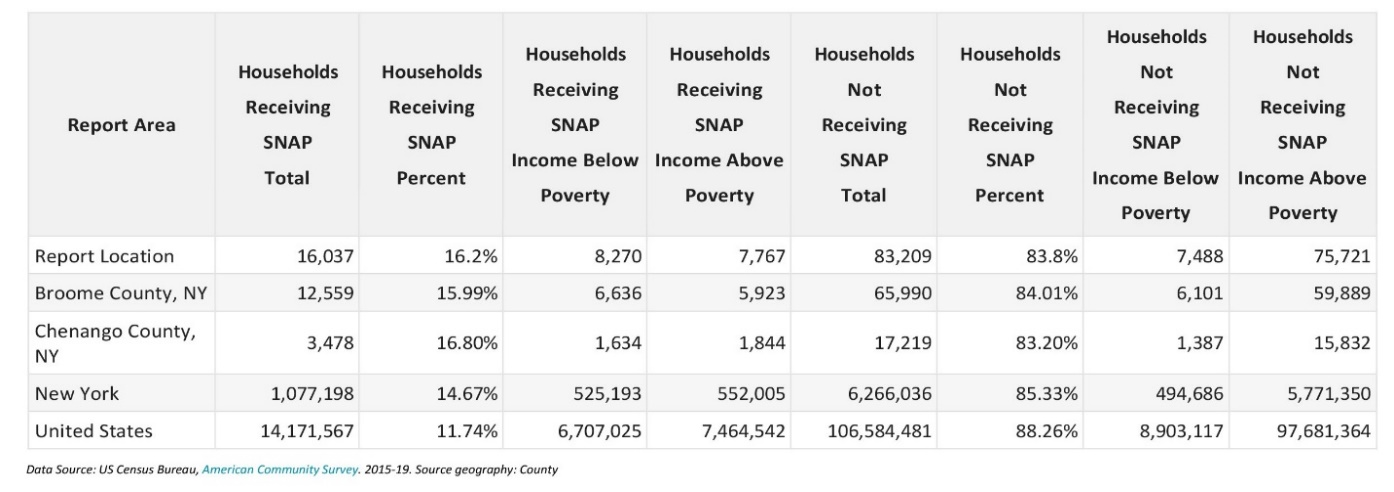 Report Area
Households
Receiving
SNAP
Total
Households
Receiving
SNAP
Percent
Households
Receiving
SNAP
Income Below
Poverty
Households
Receiving
SNAP
Income Above
Poverty
Households
Not
Receiving
SNAP
Total
Households
Not
Receiving
SNAP
Percent
Households
Not
Receiving
SNAP
Income Below
Poverty
Households
Not
Receiving
SNAP
Income Above
Poverty
Report Location 16,037 16.2% 8,270 7,767 83,209 83.8% 7,488 75,721
Broome County, NY 12,559 15.99% 6,636 5,923 65,990 84.01% 6,101 59,889
Chenango County,
NY 3,478 16.80% 1,634 1,844 17,219 83.20% 1,387 15,832
New York 1,077,198 14.67% 525,193 552,005 6,266,036 85.33% 494,686 5,771,350
United States 14,171,567 11.74% 6,707,025 7,464,542 106,584,481 88.26% 8,903,117 97,681,364
Data Source: US Census Bureau, American Community Survey. 2015-19. Source geography: County